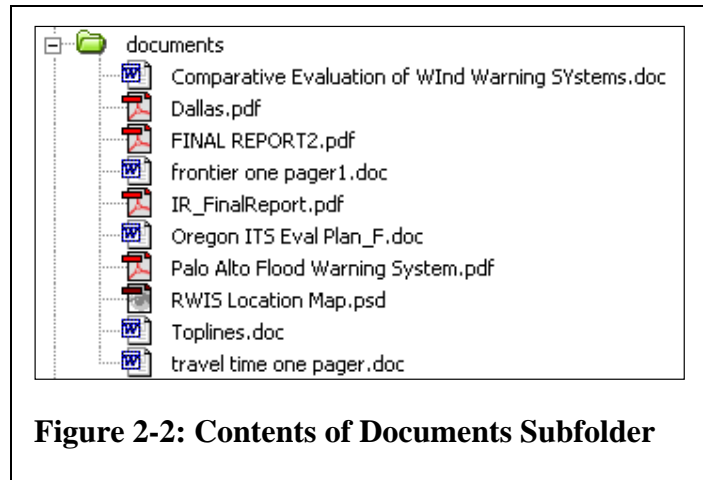 documents
Comparative Evaluation of WInd Warning SYstems.doc
Dallas.pdf
FINAL REPORT2.pdf
frontier one pager1.doc
IR_FinalReport.pdf
Oregon ITS Eval Plan_F.doc
Palo Alto Flood Warning System.pdf
RWIS Location Map.psd
Toplines.doc
travel time one pager.doc
Figure 2-2: Contents of Documents Subfolder